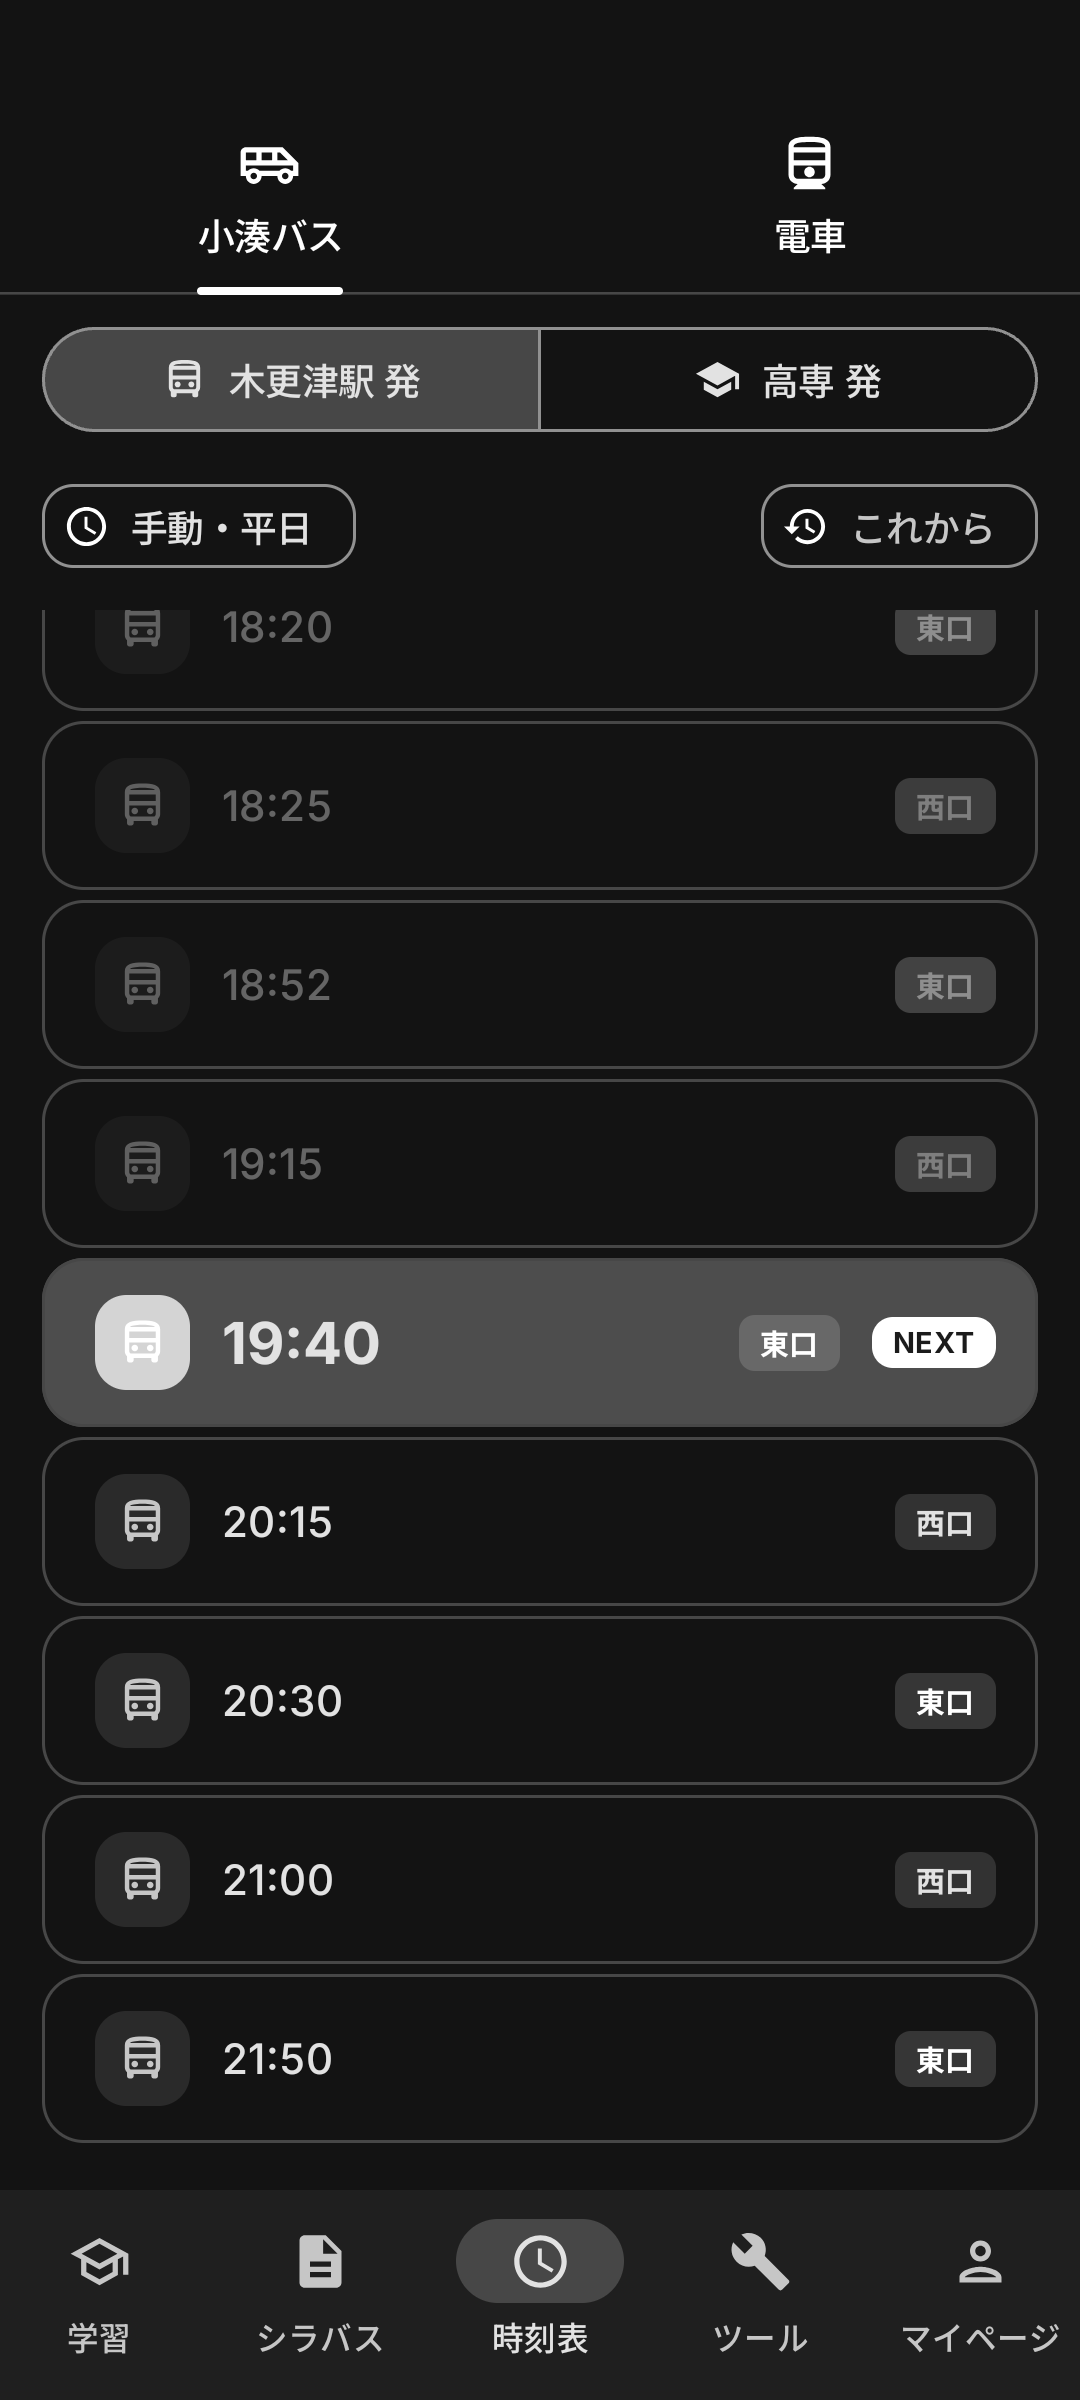 小湊バス
電車
木更津駅 発
高専 発
手動・平日
これから
18:20 東口
18:25 西口
18:52 東口
19:15 西口
19:40 東口 NEXT
20:15 西口
20:30 東口
21:00 西口
21:50 東口
学習
シラバス
時刻表
ツール
マイページ